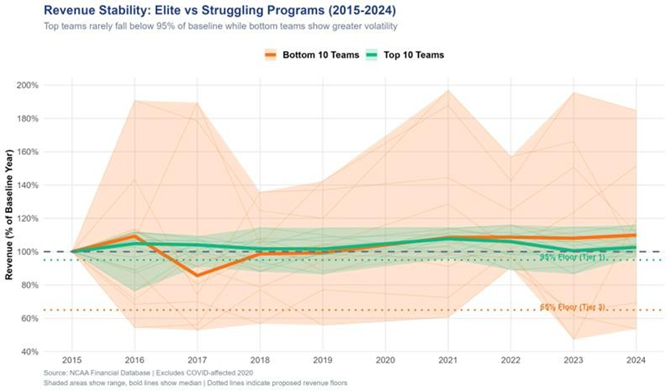 Revenue Stability: Elite vs Struggling Programs (2015-2024)
Top teams rarely fall below 95% of baseline while bottom teams show greater volatility
Bottom 10 Teams Top 10 Teams
Revenue (% of Baseline Year)
200%
180%
160%
140%
120%
100%
80%
60%
40%
95% Floor (Tier 1)
65% Floor (Tier 3)
2015 2016 2017 2018 2019 2020 2021 2022 2023 2024
Source: NCAA Financial Database | Excludes COVID-affected 2020
Shaded areas show range, bold lines show median | Dotted lines indicate proposed revenue floors